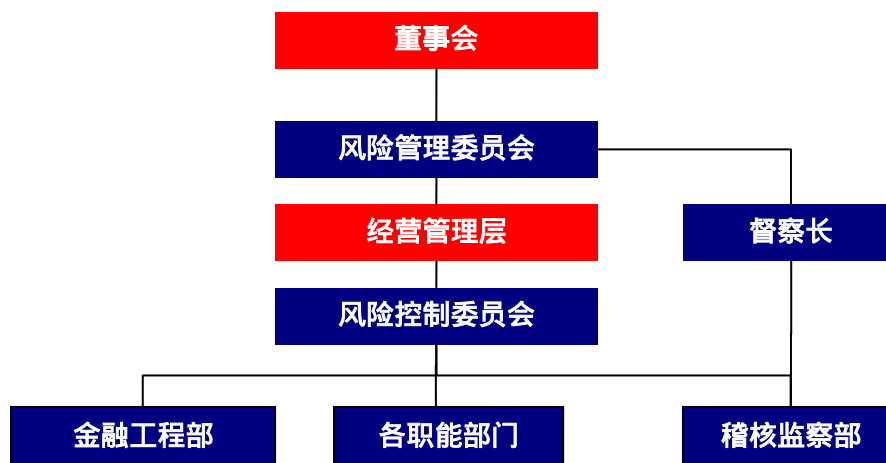 董事会
风险管理委员会
经营管理层
督察长
风险控制委员会
金融工程部
各职能部门
稽核监察部